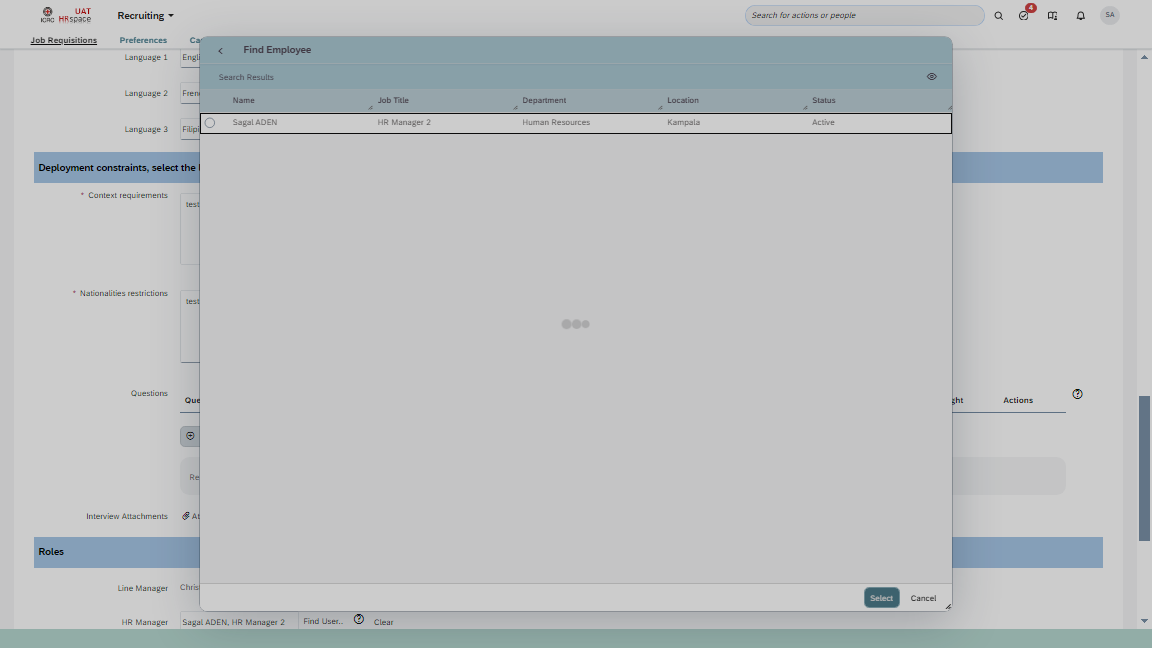 ICRC
UAT
HRspace
Recruiting
Search for actions or people
4
SA
Job Requisitions
Preferences
Language 1
Engli
Find Employee
Search Results
Language 2
Fren
Name
Job Title
Department
Location
Status
Sagal ADEN
HR Manager 2
Human Resources
Kampala
Active
Language 3
Filipi
Deployment constraints, select the
* Context requirements
test
* Nationalities restrictions
test
Questions
Que
ght
Actions
Re
Interview Attachments
At
Roles
Line Manager
Chris
Select
Cancel
HR Manager
Sagal ADEN, HR Manager 2
Find User..
Clear